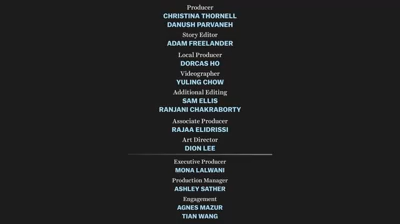 Producer
CHRISTINA THORNELL
DANUSH PARVANEH
Story Editor
ADAM FREELANDER
Local Producer
DORCAS HO
Videographer
YULING CHOW
Additional Editing
SAM ELLIS
RANJANI CHAKRABORTY
Associate Producer
RAJAA ELIDRISSI
Art Director
DION LEE
Executive Producer
MONA LALWANI
Production Manager
ASHLEY SATHER
Engagement
AGNES MAZUR
TIAN WANG